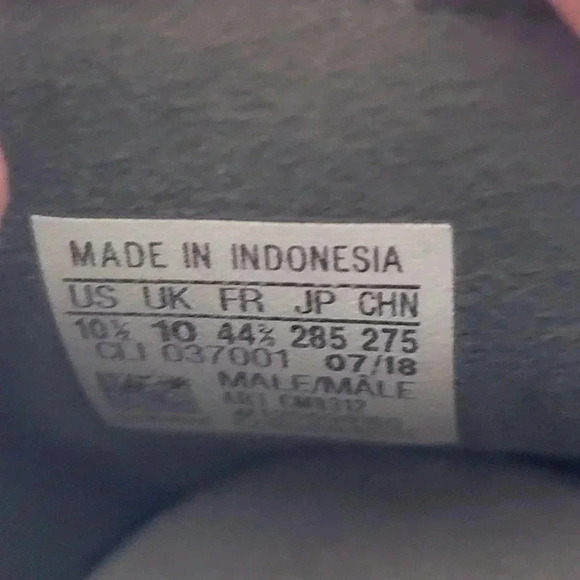 MADE IN INDONESIA
US UK FR JP CHN
10½ 10 44⅔ 285 275
CLI 037001 07/18
MALE/MÂLE